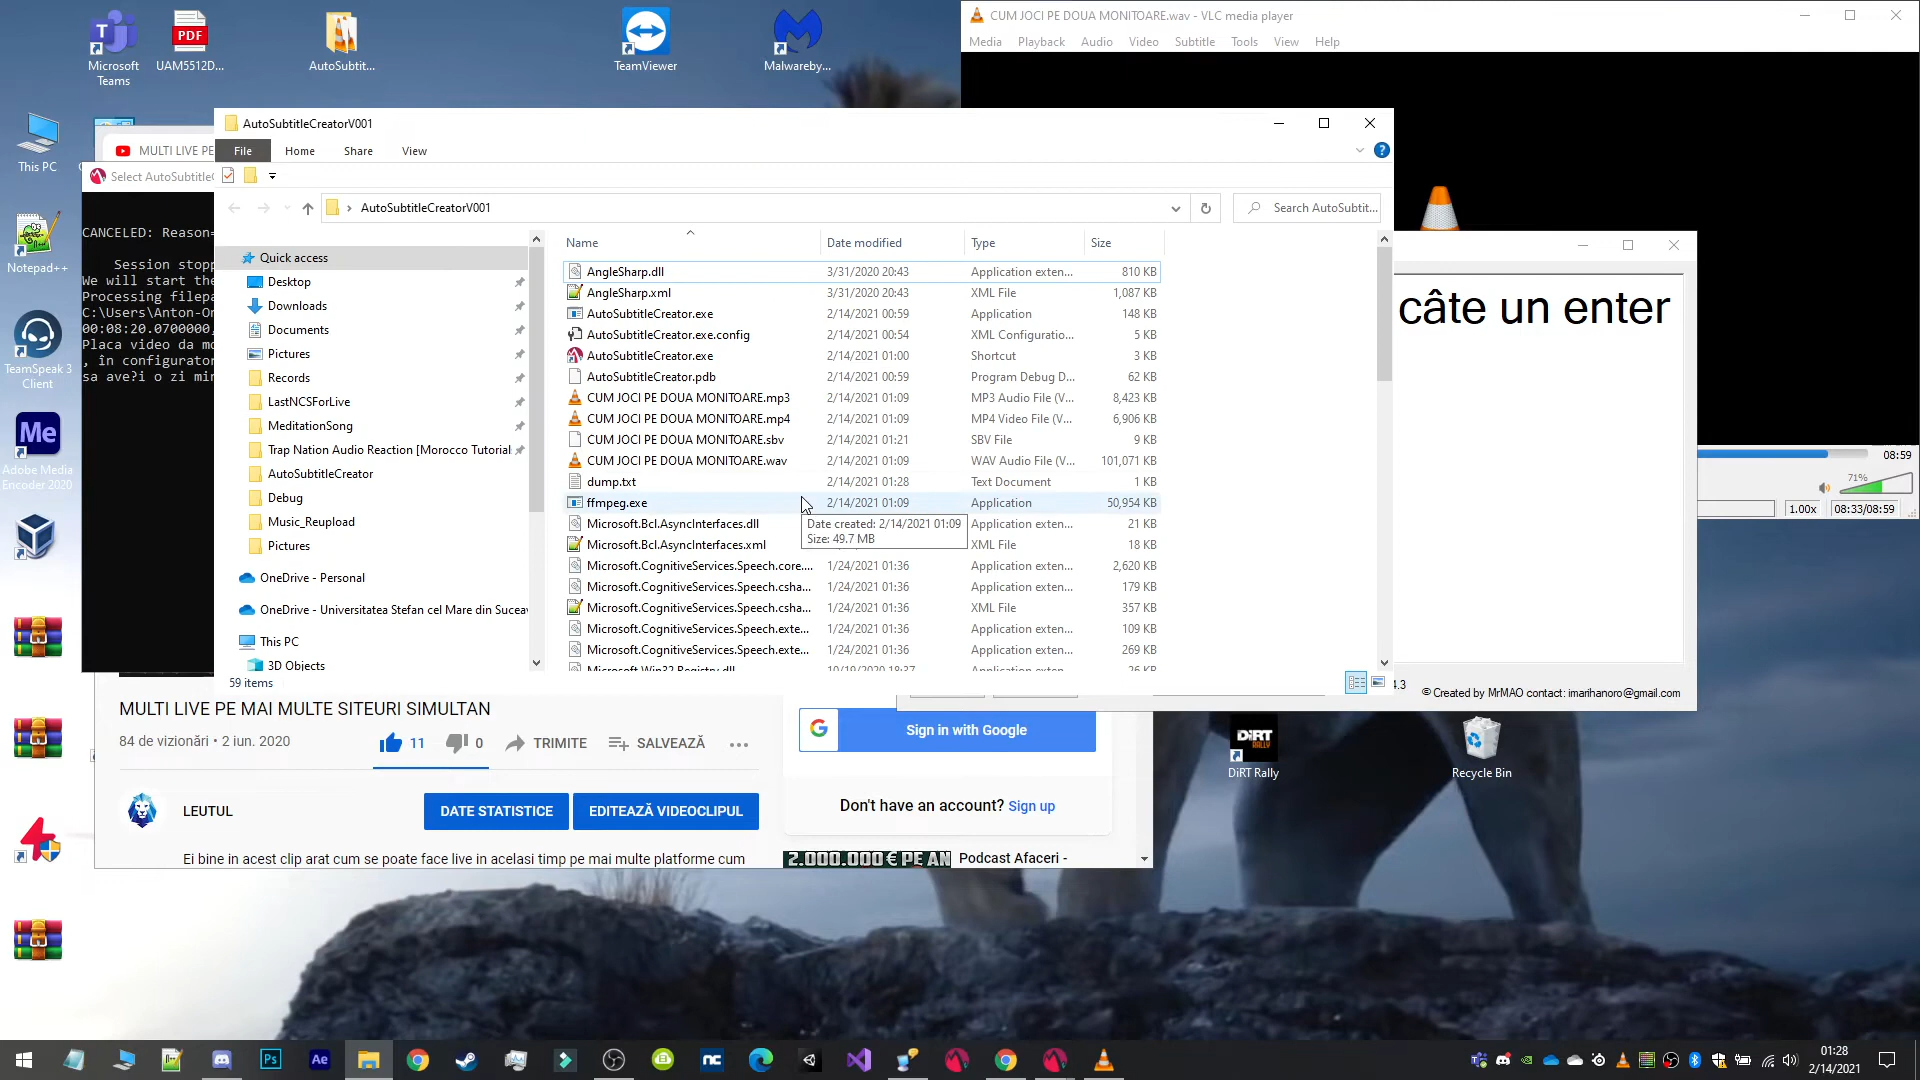 Microsoft
Teams
UAM5512D...
AutoSubtit...
TeamViewer
Malwareby...
This PC
Notepad++
TeamSpeak 3
Client
Adobe Media
Encoder 2020
DiRT Rally
Recycle Bin
CUM JOCI PE DOUA MONITOARE.wav - VLC media player
Media Playback Audio Video Subtitle Tools View Help
08:59
71%
1.00x 08:33/08:59
MULTI LIVE PE
Select AutoSubtitleC
CANCELED: Reason=
Session stopp
We will start the
Processing filepa
C:\Users\Anton-On
00:08:20.0700000,
Placa video da mo
, în configurator
sa ave?i o zi min
AutoSubtitleCreatorV001
File Home Share View
AutoSubtitleCreatorV001
Search AutoSubtit...
Quick access
Desktop
Downloads
Documents
Pictures
Records
LastNCSForLive
MeditationSong
Trap Nation Audio Reaction [Morocco Tutorial
AutoSubtitleCreator
Debug
Music_Reupload
Pictures
OneDrive - Personal
OneDrive - Universitatea Stefan cel Mare din Suceav
This PC
3D Objects
59 items
Name Date modified Type Size
AngleSharp.dll 3/31/2020 20:43 Application exten... 810 KB
AngleSharp.xml 3/31/2020 20:43 XML File 1,087 KB
AutoSubtitleCreator.exe 2/14/2021 00:59 Application 148 KB
AutoSubtitleCreator.exe.config 2/14/2021 00:54 XML Configuratio... 5 KB
AutoSubtitleCreator.exe 2/14/2021 01:00 Shortcut 3 KB
AutoSubtitleCreator.pdb 2/14/2021 00:59 Program Debug D... 62 KB
CUM JOCI PE DOUA MONITOARE.mp3 2/14/2021 01:09 MP3 Audio File (V... 8,423 KB
CUM JOCI PE DOUA MONITOARE.mp4 2/14/2021 01:09 MP4 Video File (V... 6,906 KB
CUM JOCI PE DOUA MONITOARE.sbv 2/14/2021 01:21 SBV File 9 KB
CUM JOCI PE DOUA MONITOARE.wav 2/14/2021 01:09 WAV Audio File (V... 101,071 KB
dump.txt 2/14/2021 01:28 Text Document 1 KB
ffmpeg.exe 2/14/2021 01:09 Application 50,954 KB
Microsoft.Bcl.AsyncInterfaces.dll Application exten... 21 KB
Microsoft.Bcl.AsyncInterfaces.xml XML File 18 KB
Date created: 2/14/2021 01:09
Size: 49.7 MB
Microsoft.CognitiveServices.Speech.core.... 1/24/2021 01:36 Application exten... 2,620 KB
Microsoft.CognitiveServices.Speech.csha... 1/24/2021 01:36 Application exten... 179 KB
Microsoft.CognitiveServices.Speech.csha... 1/24/2021 01:36 XML File 357 KB
Microsoft.CognitiveServices.Speech.exte... 1/24/2021 01:36 Application exten... 109 KB
Microsoft.CognitiveServices.Speech.exte... 1/24/2021 01:36 Application exten... 269 KB
Microsoft.Win32.Registry.dll 10/19/2020 18:37 Application exten... 26 KB
câte un enter
4.3
© Created by MrMAO contact: imarihanoro@gmail.com
MULTI LIVE PE MAI MULTE SITEURI SIMULTAN
84 de vizionări • 2 iun. 2020
11 0 TRIMITE SALVEAZĂ
LEUTUL
DATE STATISTICE
EDITEAZĂ VIDEOCLIPUL
Ei bine in acest clip arat cum se poate face live in acelasi timp pe mai multe platforme cum
Sign in with Google
Don't have an account? Sign up
2.000.000€ PE AN
Podcast Afaceri -
01:28
2/14/2021